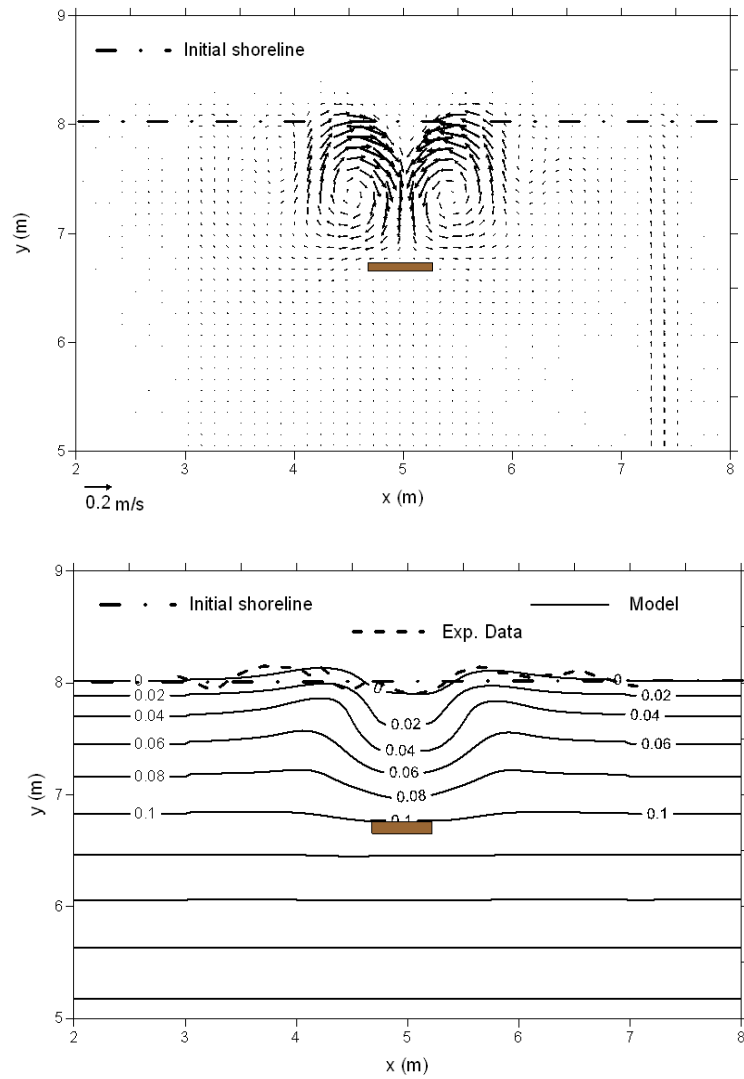 9
Initial shoreline
8
y (m)
7
6
5
2 3 4 5 6 7 8
0.2 m/s
x (m)
9
Initial shoreline Model
Exp. Data
8 0 0 0
0.02 0.02 0.02
0.04 0.04 0.04
0.06 0.06 0.06
0.08 0.08 0.08
y (m)
7
0.1 0.1 0.1
6
5
2 3 4 5 6 7 8
x (m)